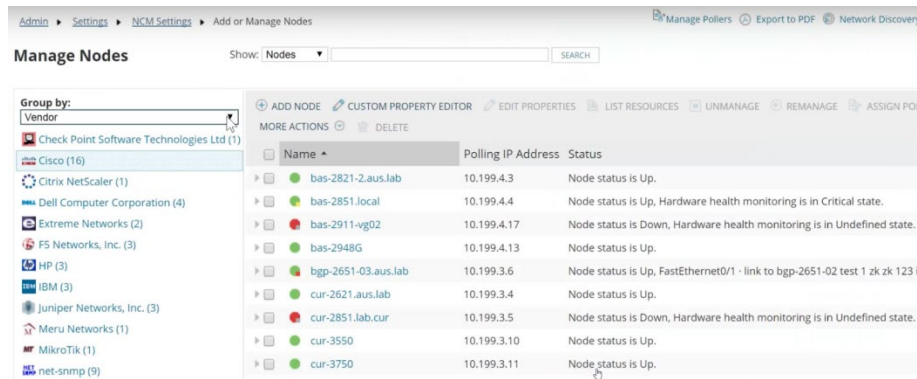 Admin ▸ Settings ▸ NCM Settings ▸ Add or Manage Nodes
Manage Pollers Export to PDF Network Discovery
Manage Nodes
Show: Nodes SEARCH
Group by:
Vendor
Check Point Software Technologies Ltd (1)
Cisco (16)
Citrix NetScaler (1)
Dell Computer Corporation (4)
Extreme Networks (2)
F5 Networks, Inc. (3)
HP (3)
IBM (3)
Juniper Networks, Inc. (3)
Meru Networks (1)
MikroTik (1)
net-snmp (9)
ADD NODE CUSTOM PROPERTY EDITOR EDIT PROPERTIES LIST RESOURCES UNMANAGE REMANAGE ASSIGN PO
MORE ACTIONS DELETE
Name Polling IP Address Status
bas-2821-2.aus.lab 10.199.4.3 Node status is Up.
bas-2851.local 10.199.4.4 Node status is Up, Hardware health monitoring is in Critical state.
bas-2911-vg02 10.199.4.17 Node status is Down, Hardware health monitoring is in Undefined state.
bas-2948G 10.199.4.13 Node status is Up.
bgp-2651-03.aus.lab 10.199.3.6 Node status is Up, FastEthernet0/1 · link to bgp-2651-02 test 1 zk zk 123
cur-2621.aus.lab 10.199.3.4 Node status is Up.
cur-2851.lab.cur 10.199.3.5 Node status is Down, Hardware health monitoring is in Undefined state.
cur-3550 10.199.3.10 Node status is Up.
cur-3750 10.199.3.11 Node status is Up.